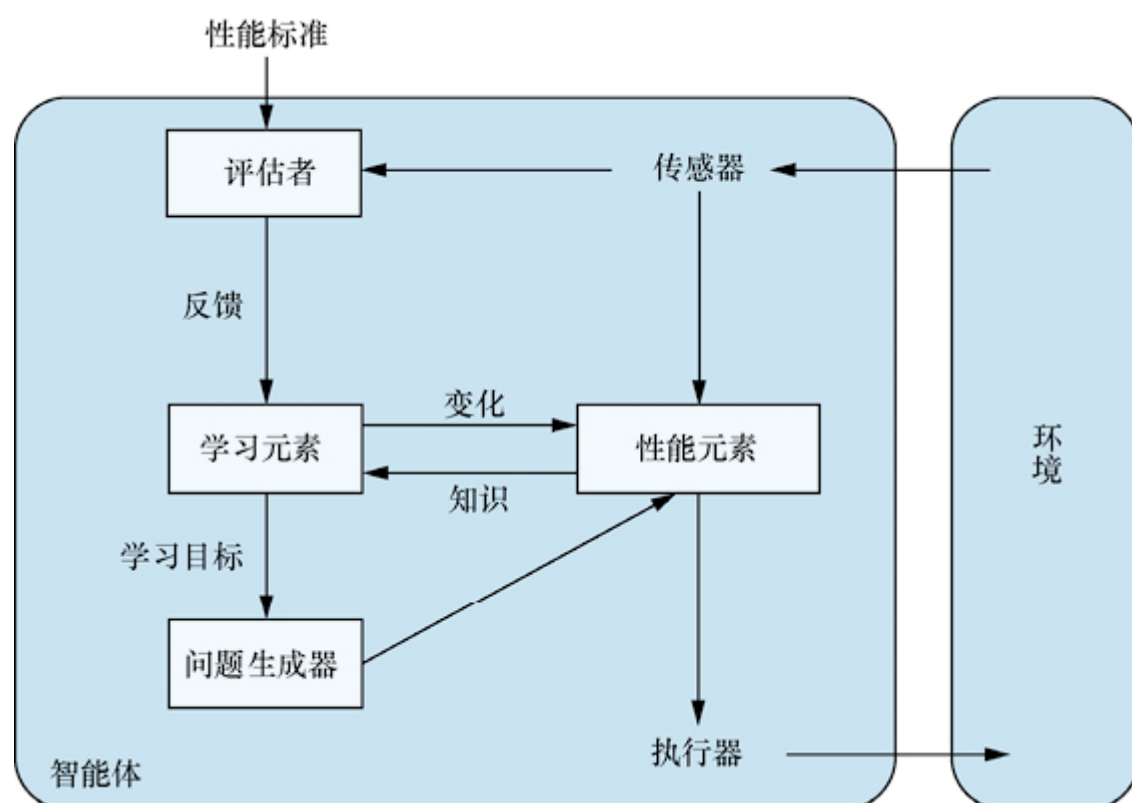 性能标准
评估者
传感器
反馈
变化
学习元素
性能元素
知识
环境
学习目标
问题生成器
执行器
智能体